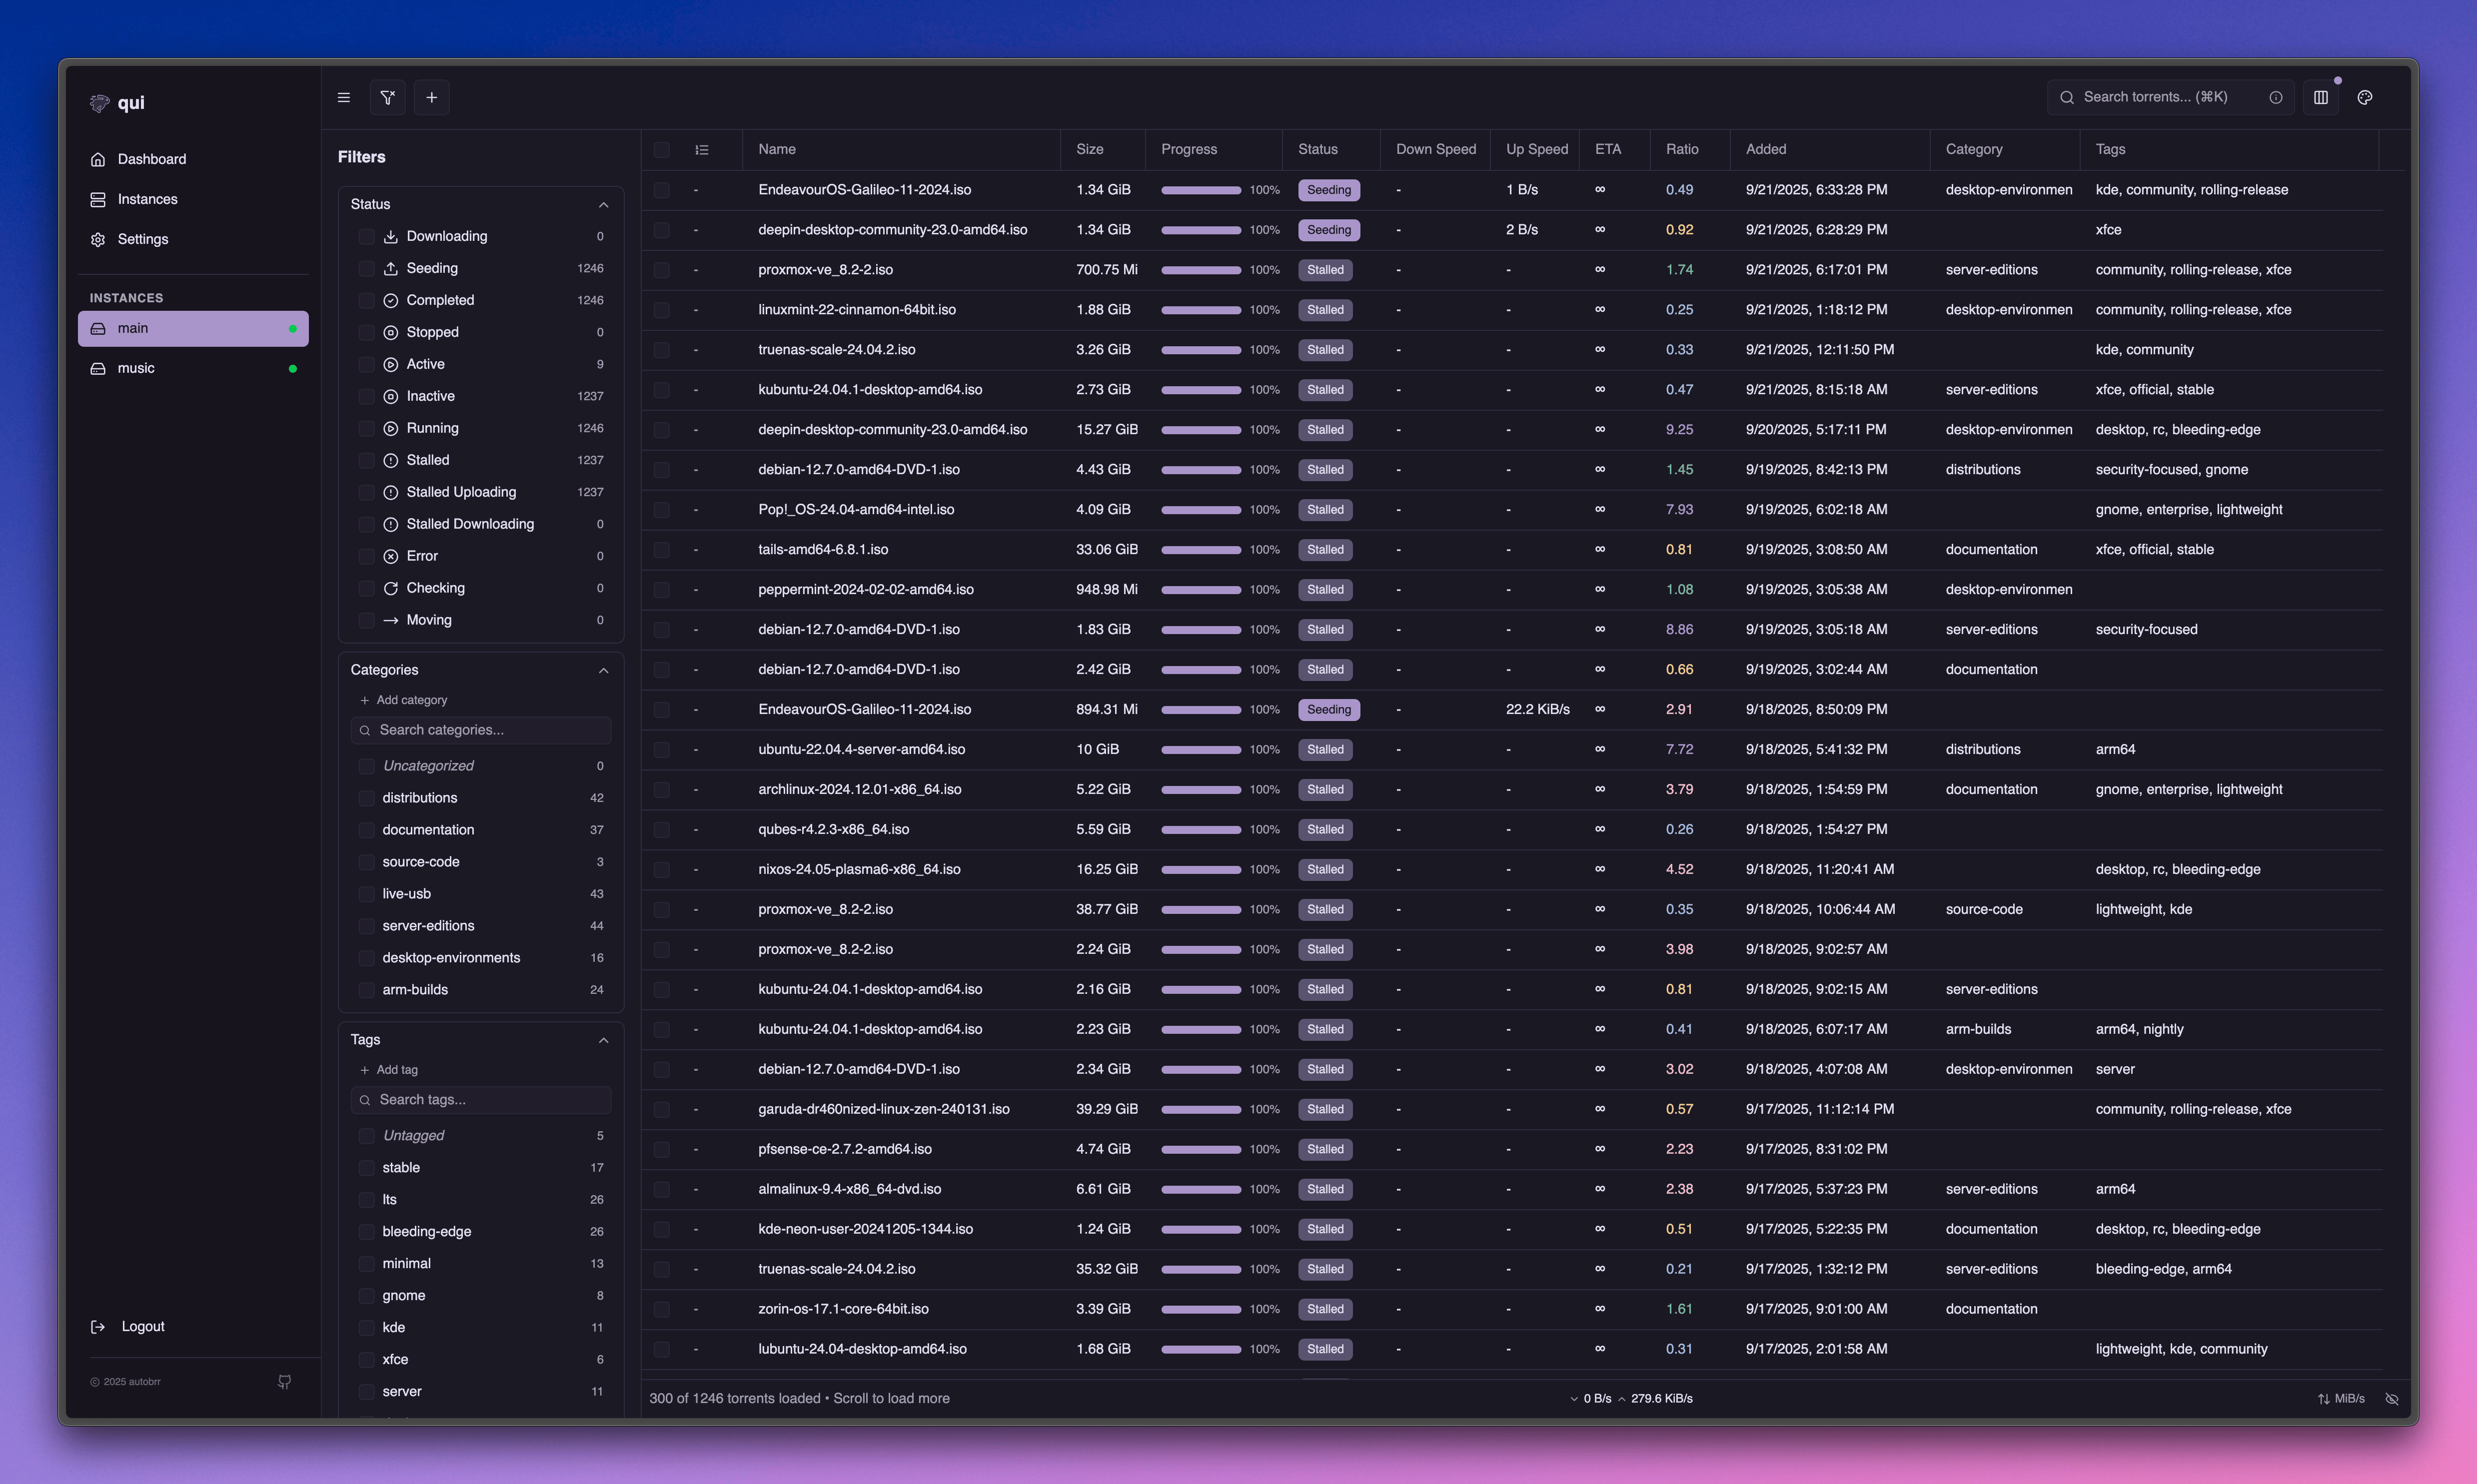 qui
Dashboard
Instances
Settings
INSTANCES
main
music
Logout
© 2025 autobrr
Search torrents... (⌘K)
Filters
Status
Downloading 0
Seeding 1246
Completed 1246
Stopped 0
Active 9
Inactive 1237
Running 1246
Stalled 1237
Stalled Uploading 1237
Stalled Downloading 0
Error 0
Checking 0
Moving 0
Categories
+ Add category
Search categories...
Uncategorized 0
distributions 42
documentation 37
source-code 3
live-usb 43
server-editions 44
desktop-environments 16
arm-builds 24
Tags
+ Add tag
Search tags...
Untagged 5
stable 17
lts 26
bleeding-edge 26
minimal 13
gnome 8
kde 11
xfce 6
server 11
Name Size Progress Status Down Speed Up Speed ETA Ratio Added Category Tags
- EndeavourOS-Galileo-11-2024.iso 1.34 GiB 100% Seeding - 1 B/s ∞ 0.49 9/21/2025, 6:33:28 PM desktop-environmen kde, community, rolling-release
- deepin-desktop-community-23.0-amd64.iso 1.34 GiB 100% Seeding - 2 B/s ∞ 0.92 9/21/2025, 6:28:29 PM xfce
- proxmox-ve_8.2-2.iso 700.75 Mi 100% Stalled - - ∞ 1.74 9/21/2025, 6:17:01 PM server-editions community, rolling-release, xfce
- linuxmint-22-cinnamon-64bit.iso 1.88 GiB 100% Stalled - - ∞ 0.25 9/21/2025, 1:18:12 PM desktop-environmen community, rolling-release, xfce
- truenas-scale-24.04.2.iso 3.26 GiB 100% Stalled - - ∞ 0.33 9/21/2025, 12:11:50 PM kde, community
- kubuntu-24.04.1-desktop-amd64.iso 2.73 GiB 100% Stalled - - ∞ 0.47 9/21/2025, 8:15:18 AM server-editions xfce, official, stable
- deepin-desktop-community-23.0-amd64.iso 15.27 GiB 100% Stalled - - ∞ 9.25 9/20/2025, 5:17:11 PM desktop-environmen desktop, rc, bleeding-edge
- debian-12.7.0-amd64-DVD-1.iso 4.43 GiB 100% Stalled - - ∞ 1.45 9/19/2025, 8:42:13 PM distributions security-focused, gnome
- Pop!_OS-24.04-amd64-intel.iso 4.09 GiB 100% Stalled - - ∞ 7.93 9/19/2025, 6:02:18 AM gnome, enterprise, lightweight
- tails-amd64-6.8.1.iso 33.06 GiB 100% Stalled - - ∞ 0.81 9/19/2025, 3:08:50 AM documentation xfce, official, stable
- peppermint-2024-02-02-amd64.iso 948.98 Mi 100% Stalled - - ∞ 1.08 9/19/2025, 3:05:38 AM desktop-environmen
- debian-12.7.0-amd64-DVD-1.iso 1.83 GiB 100% Stalled - - ∞ 8.86 9/19/2025, 3:05:18 AM server-editions security-focused
- debian-12.7.0-amd64-DVD-1.iso 2.42 GiB 100% Stalled - - ∞ 0.66 9/19/2025, 3:02:44 AM documentation
- EndeavourOS-Galileo-11-2024.iso 894.31 Mi 100% Seeding - 22.2 KiB/s ∞ 2.91 9/18/2025, 8:50:09 PM
- ubuntu-22.04.4-server-amd64.iso 10 GiB 100% Stalled - - ∞ 7.72 9/18/2025, 5:41:32 PM distributions arm64
- archlinux-2024.12.01-x86_64.iso 5.22 GiB 100% Stalled - - ∞ 3.79 9/18/2025, 1:54:59 PM documentation gnome, enterprise, lightweight
- qubes-r4.2.3-x86_64.iso 5.59 GiB 100% Stalled - - ∞ 0.26 9/18/2025, 1:54:27 PM
- nixos-24.05-plasma6-x86_64.iso 16.25 GiB 100% Stalled - - ∞ 4.52 9/18/2025, 11:20:41 AM desktop, rc, bleeding-edge
- proxmox-ve_8.2-2.iso 38.77 GiB 100% Stalled - - ∞ 0.35 9/18/2025, 10:06:44 AM source-code lightweight, kde
- proxmox-ve_8.2-2.iso 2.24 GiB 100% Stalled - - ∞ 3.98 9/18/2025, 9:02:57 AM
- kubuntu-24.04.1-desktop-amd64.iso 2.16 GiB 100% Stalled - - ∞ 0.81 9/18/2025, 9:02:15 AM server-editions
- kubuntu-24.04.1-desktop-amd64.iso 2.23 GiB 100% Stalled - - ∞ 0.41 9/18/2025, 6:07:17 AM arm-builds arm64, nightly
- debian-12.7.0-amd64-DVD-1.iso 2.34 GiB 100% Stalled - - ∞ 3.02 9/18/2025, 4:07:08 AM desktop-environmen server
- garuda-dr460nized-linux-zen-240131.iso 39.29 GiB 100% Stalled - - ∞ 0.57 9/17/2025, 11:12:14 PM community, rolling-release, xfce
- pfsense-ce-2.7.2-amd64.iso 4.74 GiB 100% Stalled - - ∞ 2.23 9/17/2025, 8:31:02 PM
- almalinux-9.4-x86_64-dvd.iso 6.61 GiB 100% Stalled - - ∞ 2.38 9/17/2025, 5:37:23 PM server-editions arm64
- kde-neon-user-20241205-1344.iso 1.24 GiB 100% Stalled - - ∞ 0.51 9/17/2025, 5:22:35 PM documentation desktop, rc, bleeding-edge
- truenas-scale-24.04.2.iso 35.32 GiB 100% Stalled - - ∞ 0.21 9/17/2025, 1:32:12 PM server-editions bleeding-edge, arm64
- zorin-os-17.1-core-64bit.iso 3.39 GiB 100% Stalled - - ∞ 1.61 9/17/2025, 9:01:00 AM documentation
- lubuntu-24.04-desktop-amd64.iso 1.68 GiB 100% Stalled - - ∞ 0.31 9/17/2025, 2:01:58 AM lightweight, kde, community
300 of 1246 torrents loaded • Scroll to load more
0 B/s 279.6 KiB/s
MiB/s